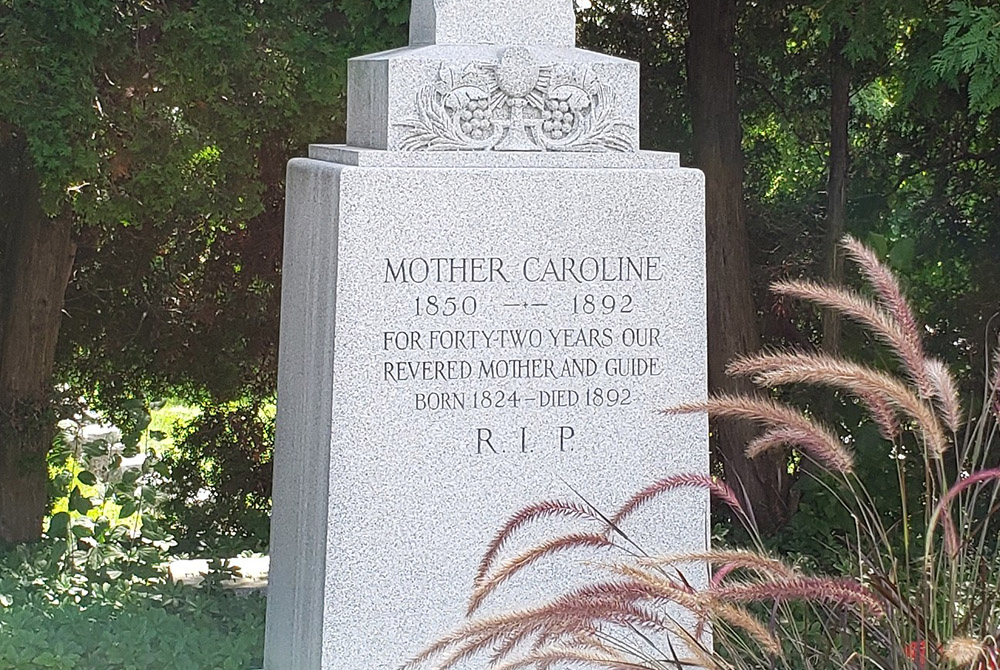 MOTHER CAROLINE
1850 —+— 1892
FOR FORTY-TWO YEARS OUR
REVERED MOTHER AND GUIDE
BORN 1824—DIED 1892
R. I. P.